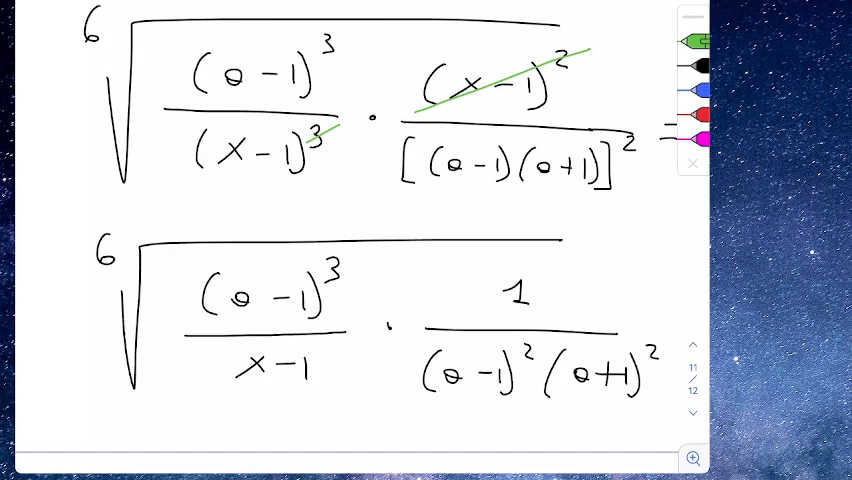 6√ (a-1)³/(x-1)³ · (x-1)²/[(a-1)(a+1)]² =
6√ (a-1)³/x-1 · 1/(a-1)²(a+1)²
11
/
12